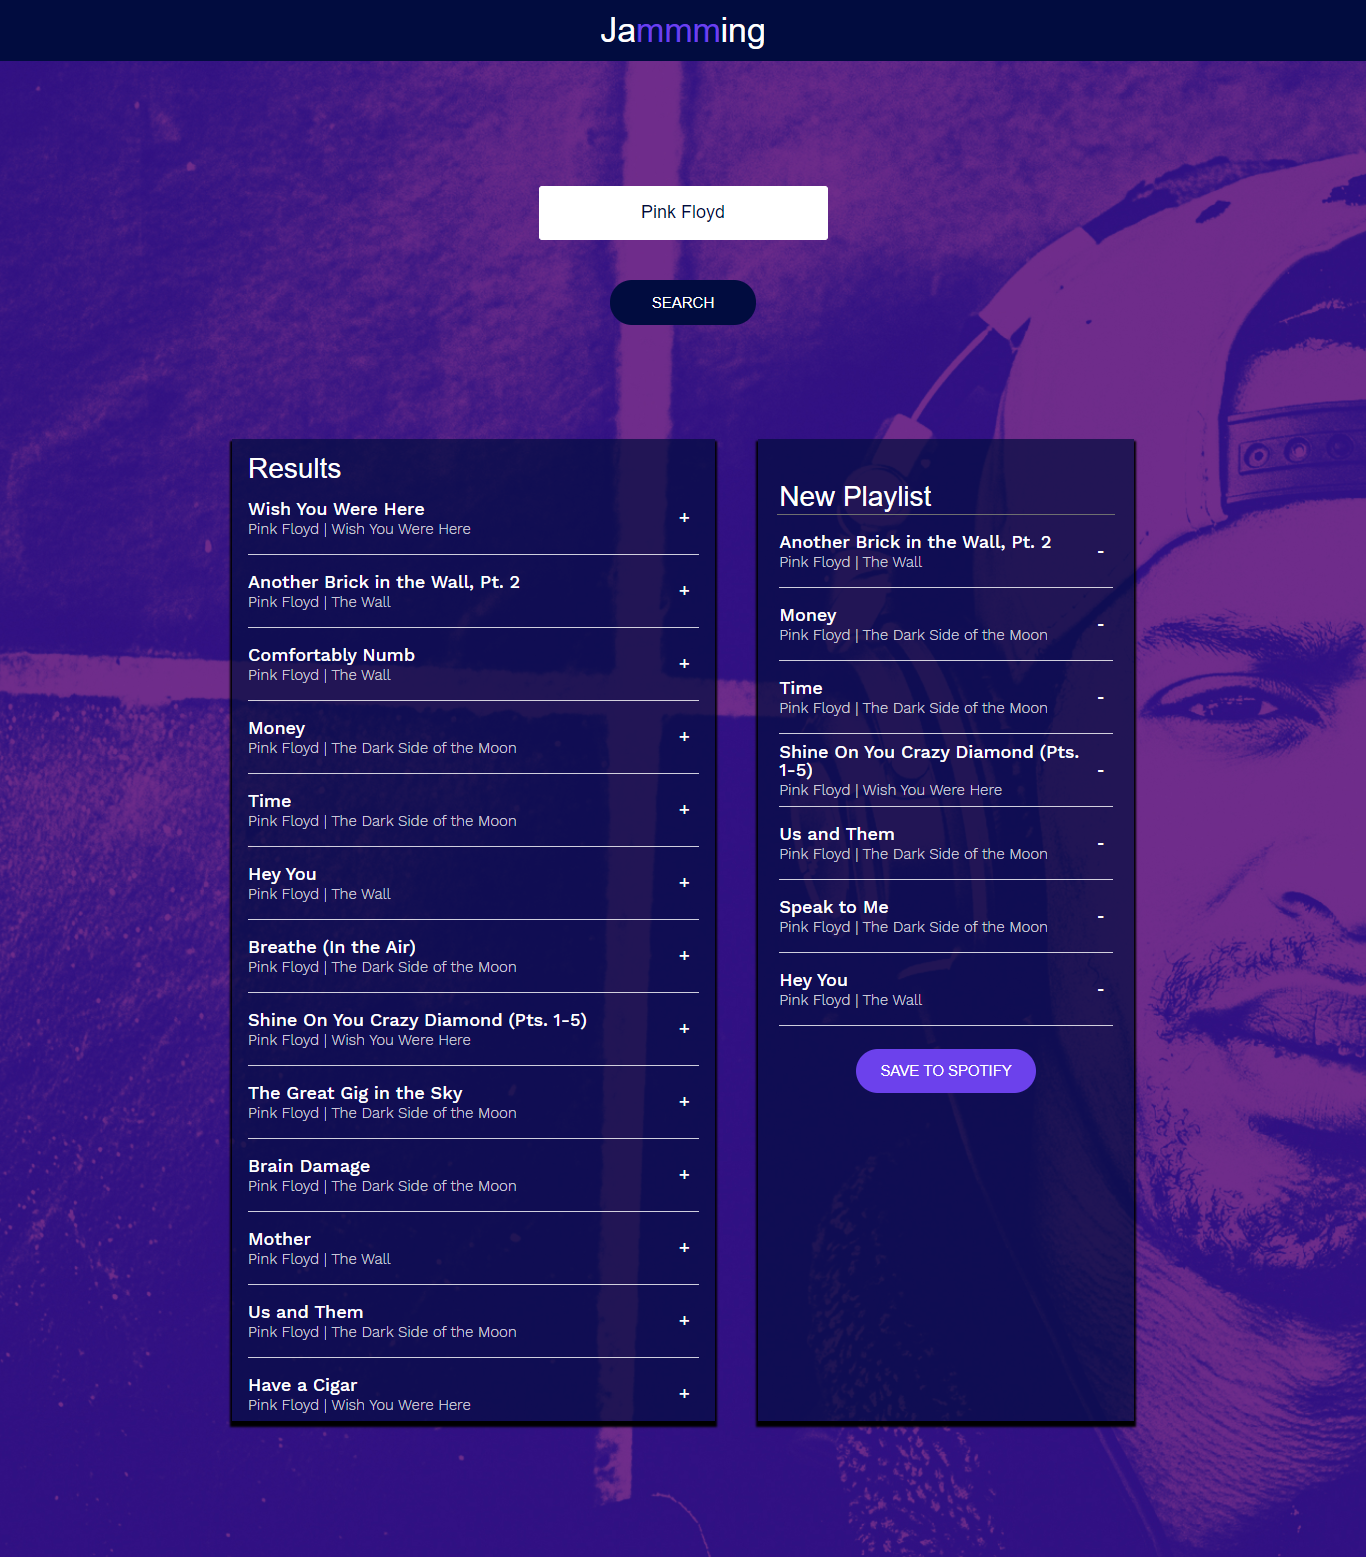 Jammming
Pink Floyd
SEARCH
Results
Wish You Were Here
+
Pink Floyd | Wish You Were Here
Another Brick in the Wall, Pt. 2
+
Pink Floyd | The Wall
Comfortably Numb
+
Pink Floyd | The Wall
Money
+
Pink Floyd | The Dark Side of the Moon
Time
+
Pink Floyd | The Dark Side of the Moon
Hey You
+
Pink Floyd | The Wall
Breathe (In the Air)
+
Pink Floyd | The Dark Side of the Moon
Shine On You Crazy Diamond (Pts. 1-5)
+
Pink Floyd | Wish You Were Here
The Great Gig in the Sky
+
Pink Floyd | The Dark Side of the Moon
Brain Damage
+
Pink Floyd | The Dark Side of the Moon
Mother
+
Pink Floyd | The Wall
Us and Them
+
Pink Floyd | The Dark Side of the Moon
Have a Cigar
+
Pink Floyd | Wish You Were Here
New Playlist
Another Brick in the Wall, Pt. 2
-
Pink Floyd | The Wall
Money
-
Pink Floyd | The Dark Side of the Moon
Time
-
Pink Floyd | The Dark Side of the Moon
Shine On You Crazy Diamond (Pts.
1-5)
-
Pink Floyd | Wish You Were Here
Us and Them
-
Pink Floyd | The Dark Side of the Moon
Speak to Me
-
Pink Floyd | The Dark Side of the Moon
Hey You
-
Pink Floyd | The Wall
SAVE TO SPOTIFY